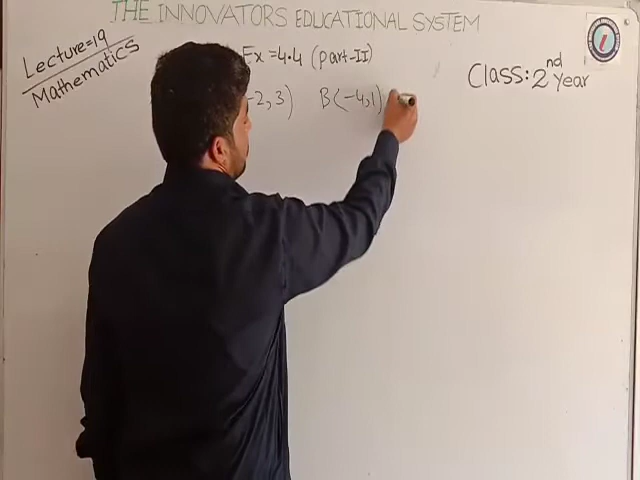 THE INNOVATORS EDUCATIONAL SYSTEM
Lecture=19
Mathematics
Ex =4.4 (part-II)
Class: 2nd year
-2, 3) B(-4,1)